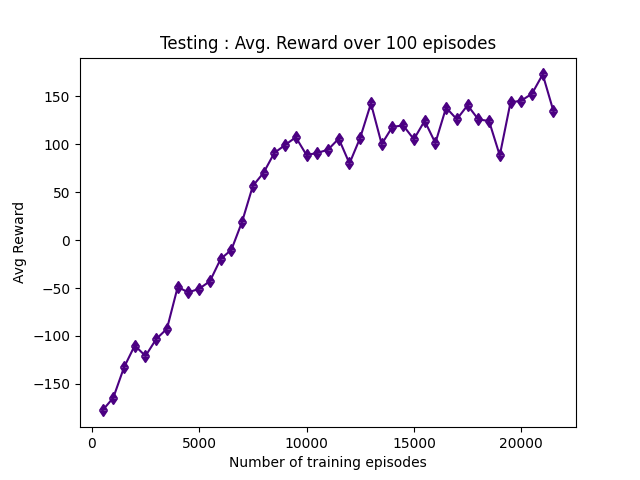 Testing : Avg. Reward over 100 episodes
150
100
50
0
−50
−100
−150
Avg Reward
0 5000 10000 15000 20000
Number of training episodes